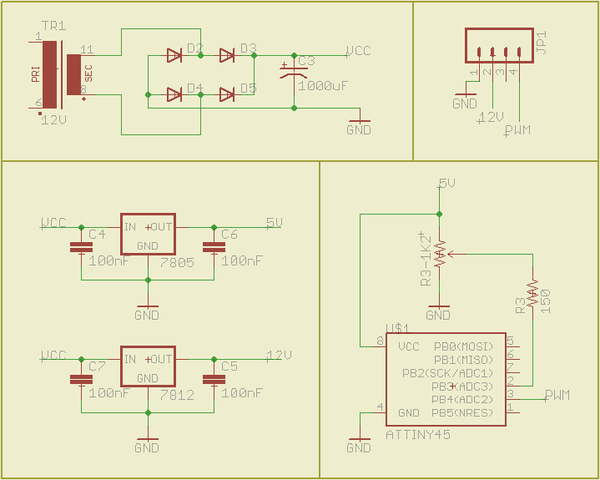 TR1
1
11
PRI
SEC
6
8
12V
D2
D3
D4
D5
C3
1000uF
VCC
GND
JP1
1
2
3
4
GND
12V
PWM
VCC
C4
100nF
IN
OUT
GND
7805
C6
100nF
5V
GND
VCC
C7
100nF
IN
OUT
GND
7812
C5
100nF
12V
GND
5V
R3-1K2
GND
R3
150
U$1
8
VCC
PB0(MOSI)
5
PB1(MISO)
6
PB2(SCK/ADC1)
7
PB3(ADC3)
2
PB4(ADC2)
3
PWM
4
GND
PB5(NRES)
1
GND
ATTINY45